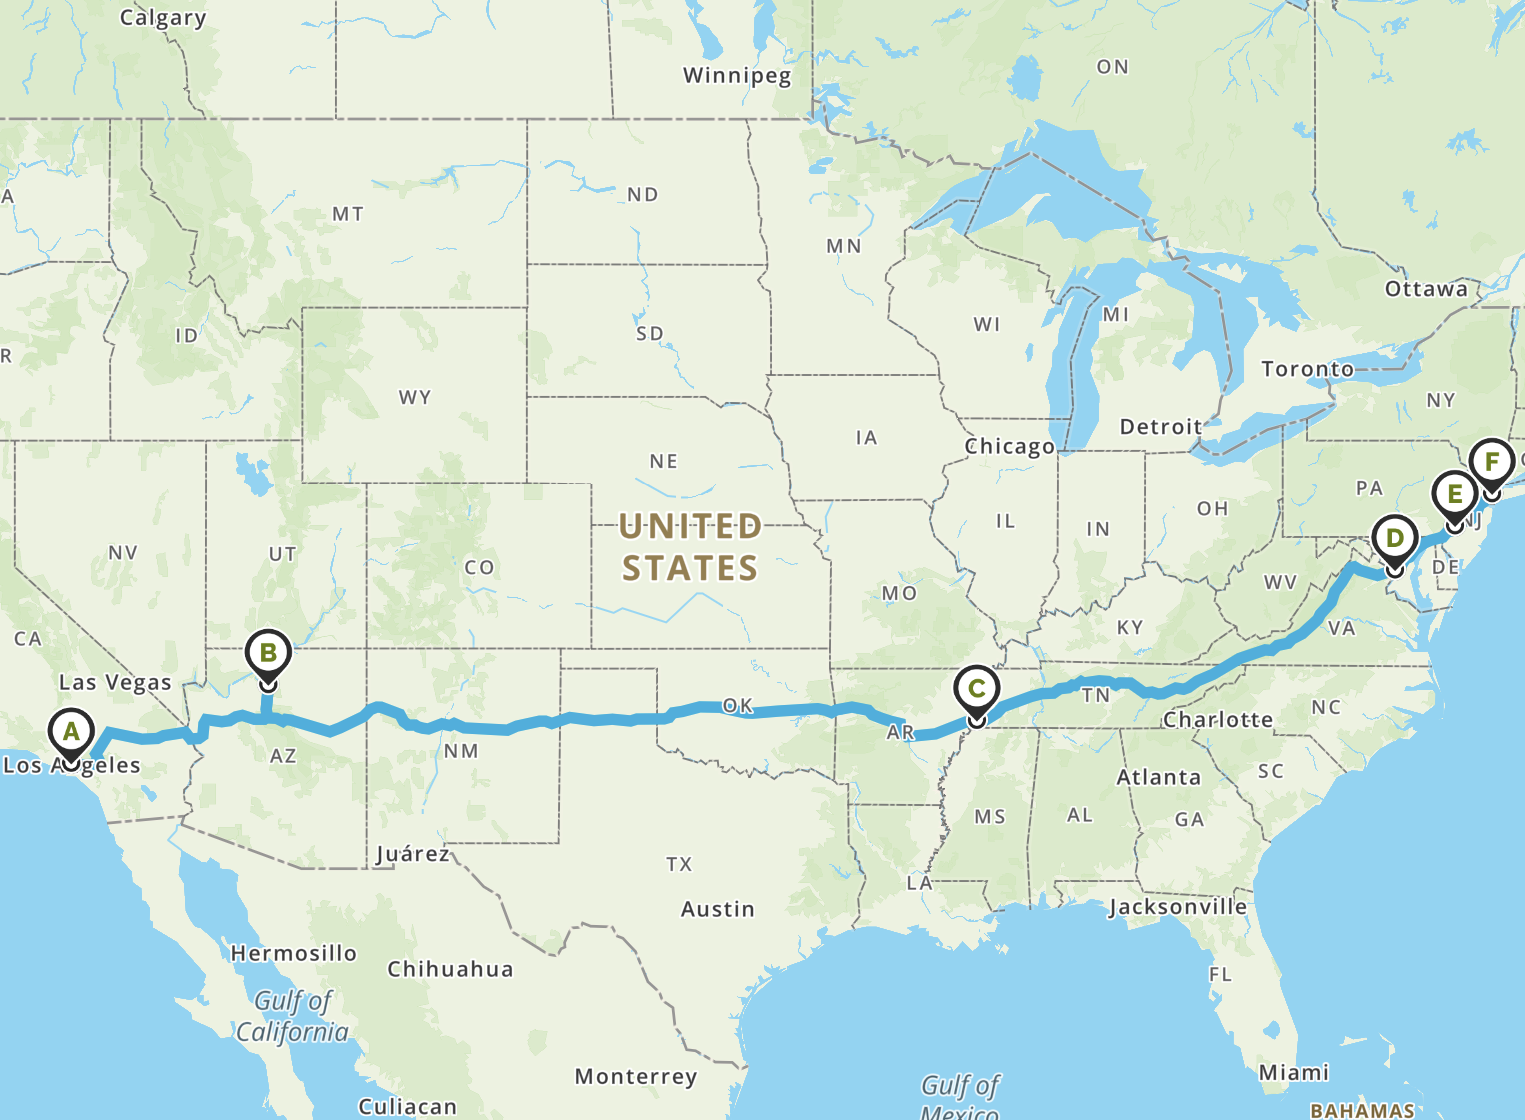 Calgary
Winnipeg
ON
A
MT
ND
MN
Ottawa
ID
SD
WI
MI
R
Toronto
WY
NY
IA
Detroit
Chicago
NE
F
PA
E
IL
IN
OH
NJ
UNITED
STATES
D
NV
UT
CO
DE
WV
MO
CA
KY
VA
B
Las Vegas
C
TN
OK
NC
Charlotte
A
AR
NM
AZ
Los Angeles
SC
Atlanta
MS
AL
GA
Juárez
TX
LA
Austin
Jacksonville
Hermosillo
Chihuahua
FL
Gulf of
California
Monterrey
Miami
Gulf of
Mexico
Culiacan
BAHAMAS